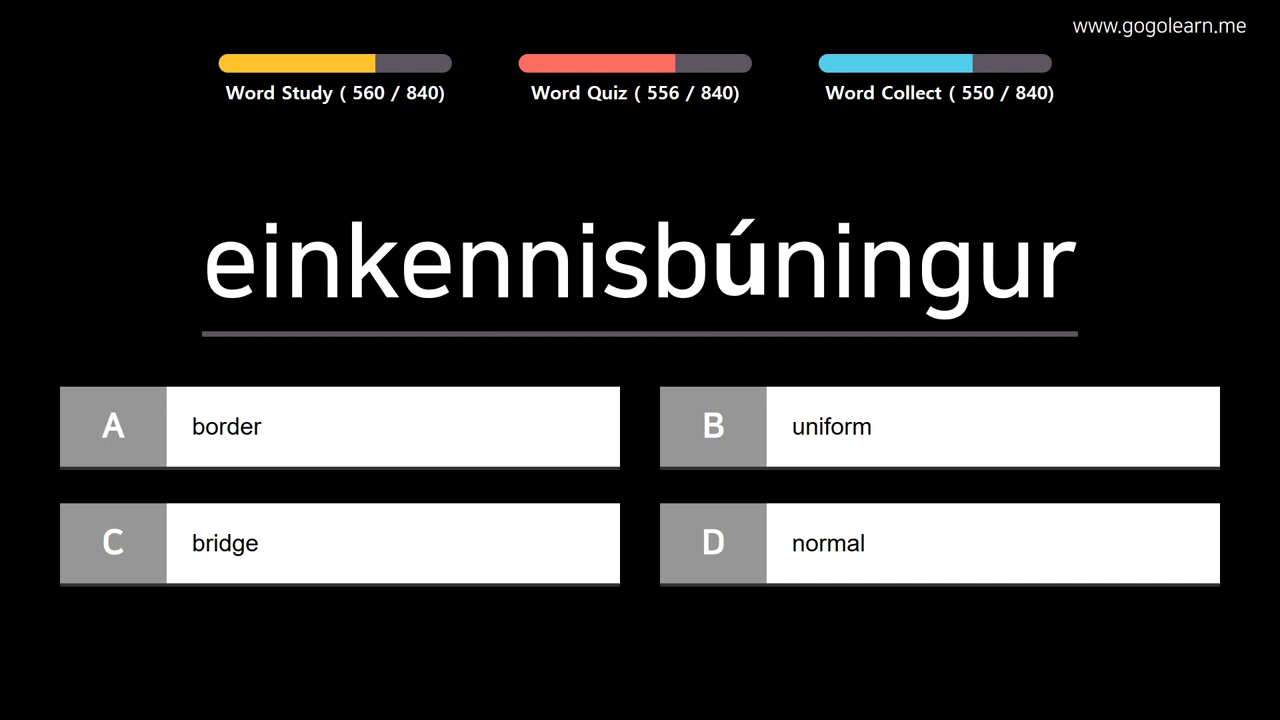 www.gogolearn.me
Word Study ( 560 / 840)
Word Quiz ( 556 / 840)
Word Collect ( 550 / 840)
einkennisbúningur
A border
B uniform
C bridge
D normal